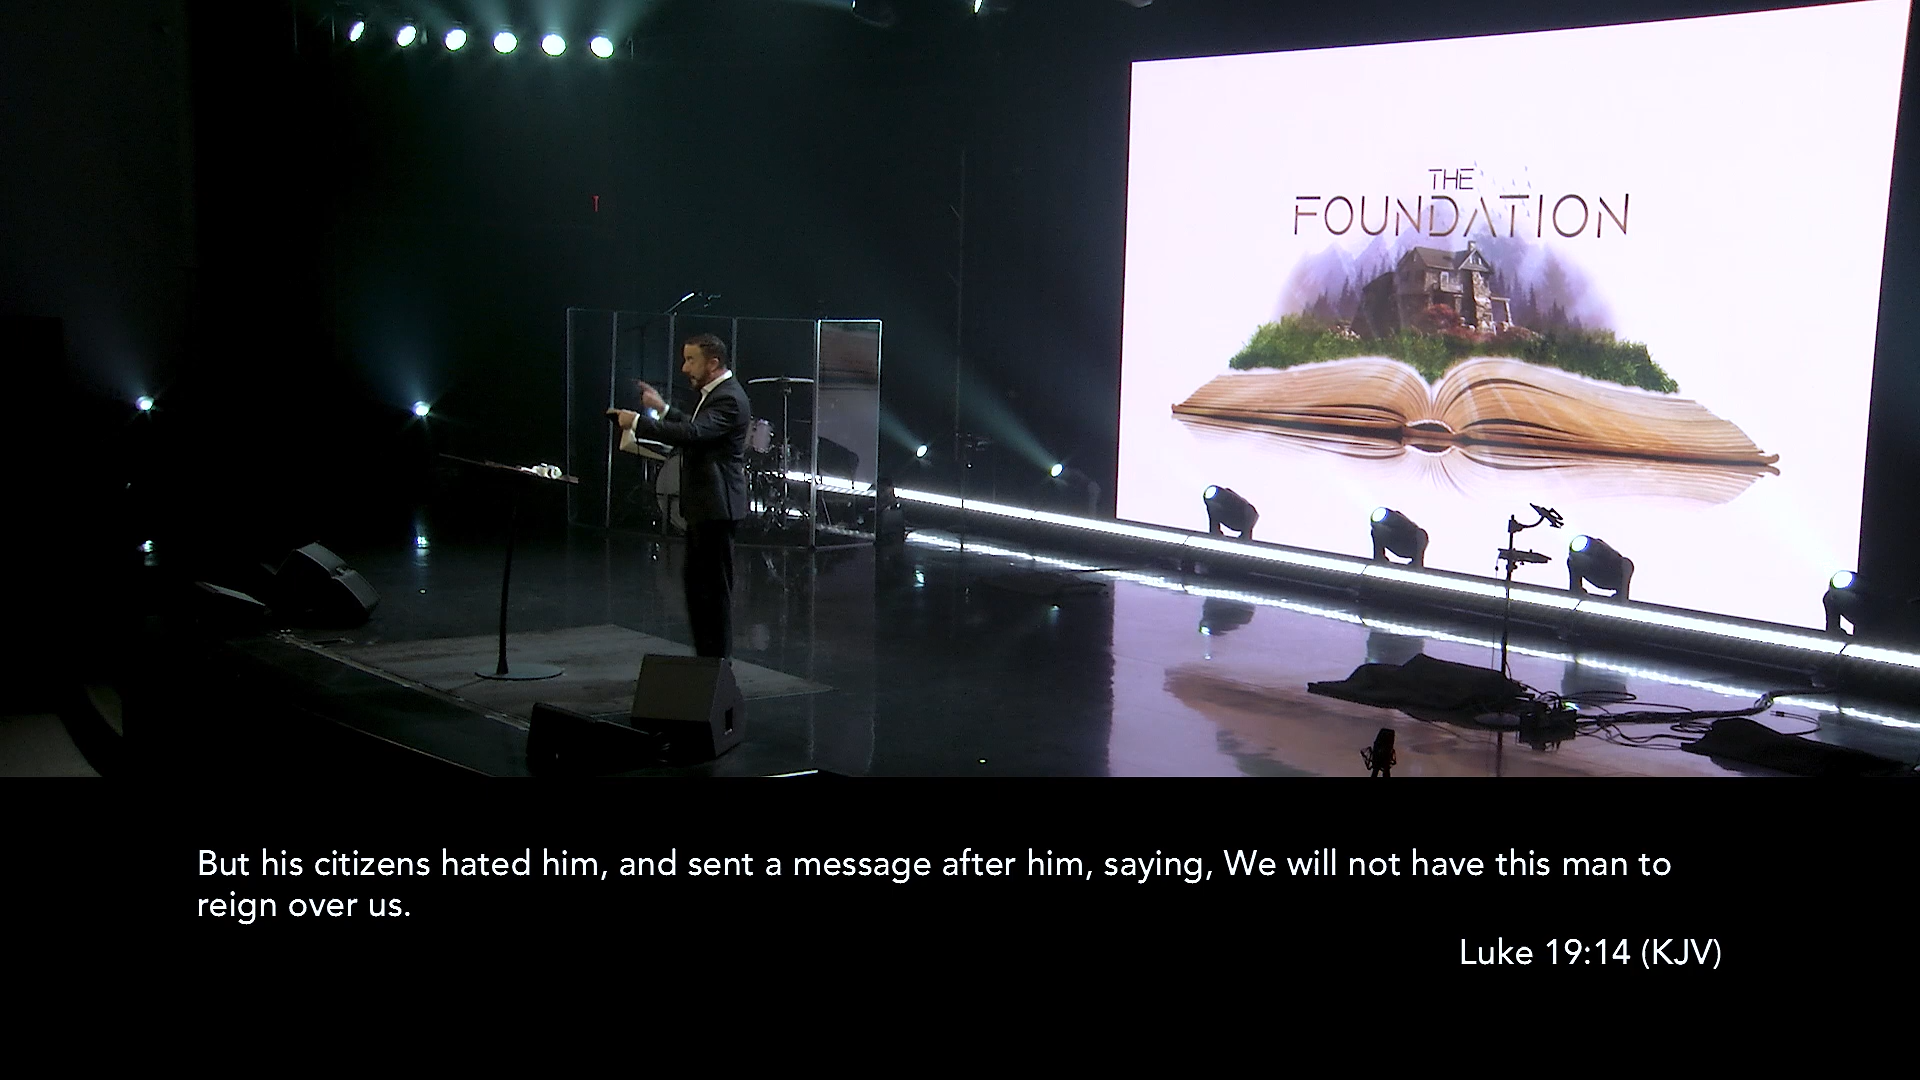 THE
FOUNDATION
But his citizens hated him, and sent a message after him, saying, We will not have this man to
reign over us.
Luke 19:14 (KJV)